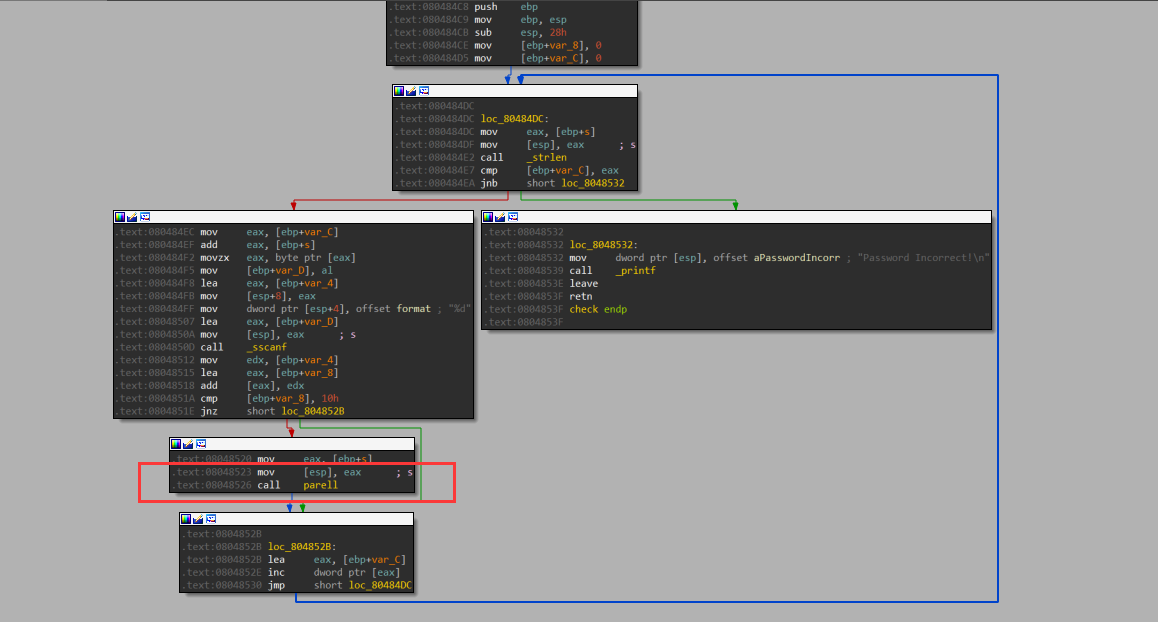 .text:080484C8 push ebp
.text:080484C9 mov ebp, esp
.text:080484CB sub esp, 28h
.text:080484CE mov [ebp+var_8], 0
.text:080484D5 mov [ebp+var_C], 0
.text:080484DC
.text:080484DC loc_80484DC:
.text:080484DC mov eax, [ebp+s]
.text:080484DF mov [esp], eax ; s
.text:080484E2 call _strlen
.text:080484E7 cmp [ebp+var_C], eax
.text:080484EA jnb short loc_8048532
.text:080484EC mov eax, [ebp+var_C]
.text:080484EF add eax, [ebp+s]
.text:080484F2 movzx eax, byte ptr [eax]
.text:080484F5 mov [ebp+var_D], al
.text:080484F8 lea eax, [ebp+var_4]
.text:080484FB mov [esp+8], eax
.text:080484FF mov dword ptr [esp+4], offset format ; "%d"
.text:08048507 lea eax, [ebp+var_D]
.text:0804850A mov [esp], eax ; s
.text:0804850D call _sscanf
.text:08048512 mov edx, [ebp+var_4]
.text:08048515 lea eax, [ebp+var_8]
.text:08048518 add [eax], edx
.text:0804851A cmp [ebp+var_8], 10h
.text:0804851E jnz short loc_804852B
.text:08048532
.text:08048532 loc_8048532:
.text:08048532 mov dword ptr [esp], offset aPasswordIncorr ; "Password Incorrect!\n"
.text:08048539 call _printf
.text:0804853E leave
.text:0804853F retn
.text:0804853F check endp
.text:0804853F
.text:08048520 mov eax, [ebp+s]
.text:08048523 mov [esp], eax ; s
.text:08048526 call parell
.text:0804852B
.text:0804852B loc_804852B:
.text:0804852B lea eax, [ebp+var_C]
.text:0804852E inc dword ptr [eax]
.text:08048530 jmp short loc_80484DC